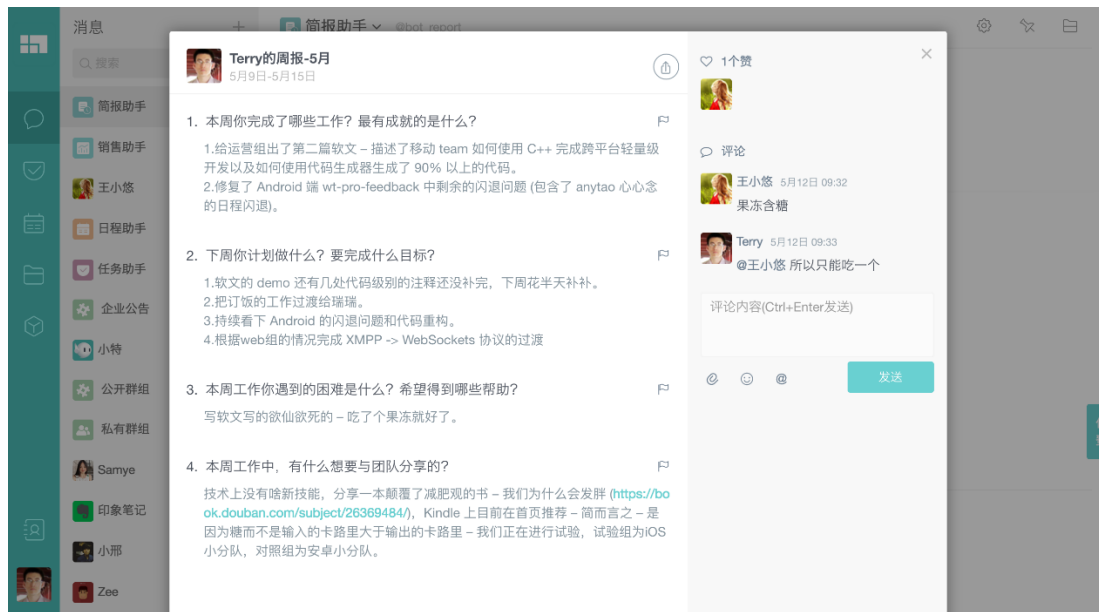 消息
+
简报助手
@bot_report
搜索
简报助手
销售助手
王小悠
日程助手
任务助手
企业公告
小特
公开群组
私有群组
Samye
印象笔记
小邢
Zee
Terry的周报-5月
5月9日-5月15日
1. 本周你完成了哪些工作？最有成就的是什么？
1.给运营组出了第二篇软文 – 描述了移动 team 如何使用 C++ 完成跨平台轻量级
开发以及如何使用代码生成器生成了 90% 以上的代码。
2.修复了 Android 端 wt-pro-feedback 中剩余的闪退问题 (包含了 anytao 心心念
的日程闪退)。
2. 下周你计划做什么？要完成什么目标？
1.软文的 demo 还有几处代码级别的注释还没补完，下周花半天补补。
2.把订饭的工作过渡给瑞瑞。
3.持续看下 Android 的闪退问题和代码重构。
4.根据web组的情况完成 XMPP -> WebSockets 协议的过渡
3. 本周工作你遇到的困难是什么？希望得到哪些帮助？
写软文写的欲仙欲死的 – 吃了个果冻就好了。
4. 本周工作中，有什么想要与团队分享的？
技术上没有啥新技能，分享一本颠覆了减肥观的书 – 我们为什么会发胖 (https://bo
ok.douban.com/subject/26369484/)，Kindle 上目前在首页推荐 – 简而言之 – 是
因为糖而不是输入的卡路里大于输出的卡路里 – 我们正在进行试验，试验组为iOS
小分队，对照组为安卓小分队。
1个赞
评论
王小悠 5月12日 09:32
果冻含糖
Terry 5月12日 09:33
@王小悠 所以只能吃一个
评论内容(Ctrl+Enter发送)
@
发送